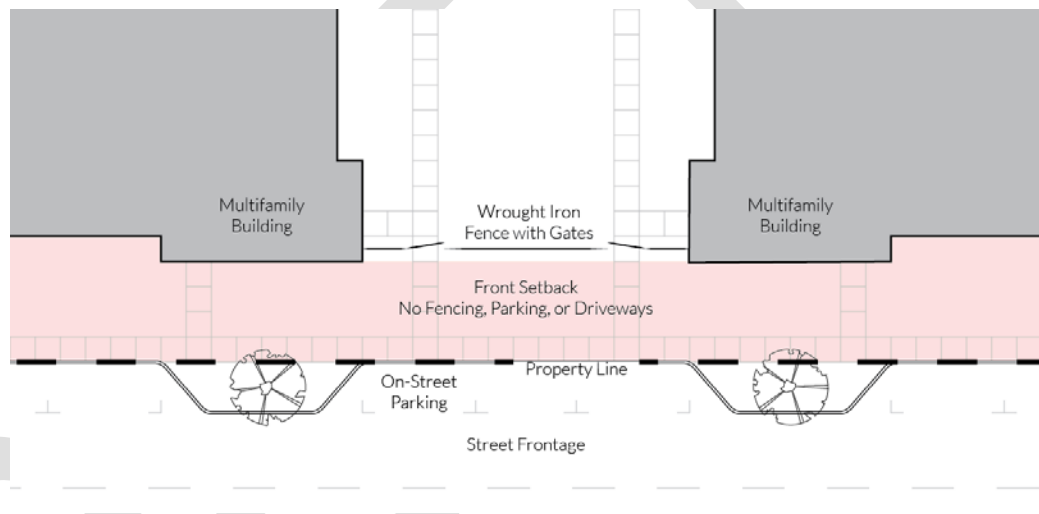 Multifamily
Building
Wrought Iron
Fence with Gates
Multifamily
Building
Front Setback
No Fencing, Parking, or Driveways
Property Line
On-Street
Parking
Street Frontage